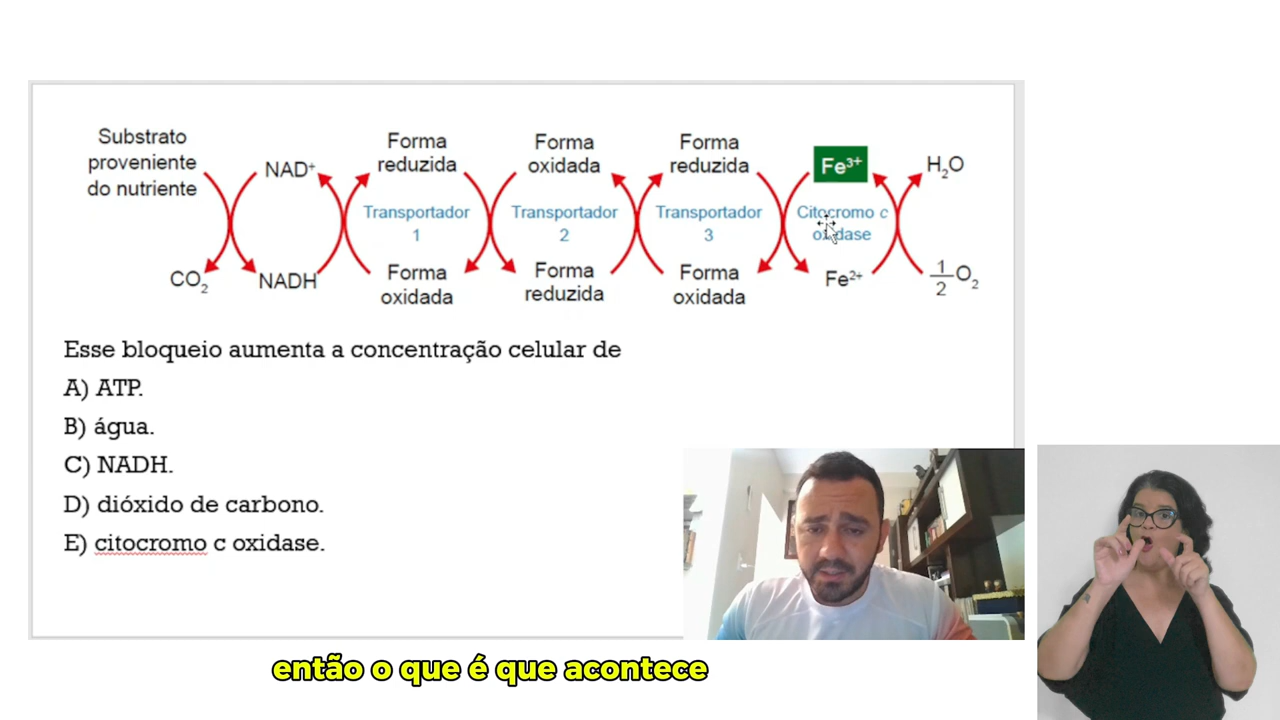 Substrato
proveniente
do nutriente
NAD⁺
Forma
reduzida
Forma
oxidada
Forma
reduzida
Fe³⁺
H₂O
Transportador
1
Transportador
2
Transportador
3
Citocromo c
oxidase
CO₂
NADH
Forma
oxidada
Forma
reduzida
Forma
oxidada
Fe²⁺
1/2 O₂
Esse bloqueio aumenta a concentração celular de
A) ATP.
B) água.
C) NADH.
D) dióxido de carbono.
E) citocromo c oxidase.
então o que é que acontece